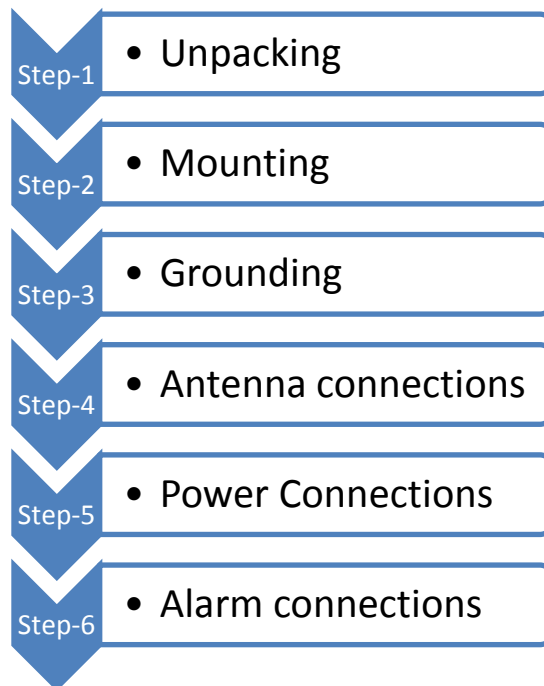 Step-1
• Unpacking
Step-2
• Mounting
Step-3
• Grounding
Step-4
• Antenna connections
Step-5
• Power Connections
Step-6
• Alarm connections